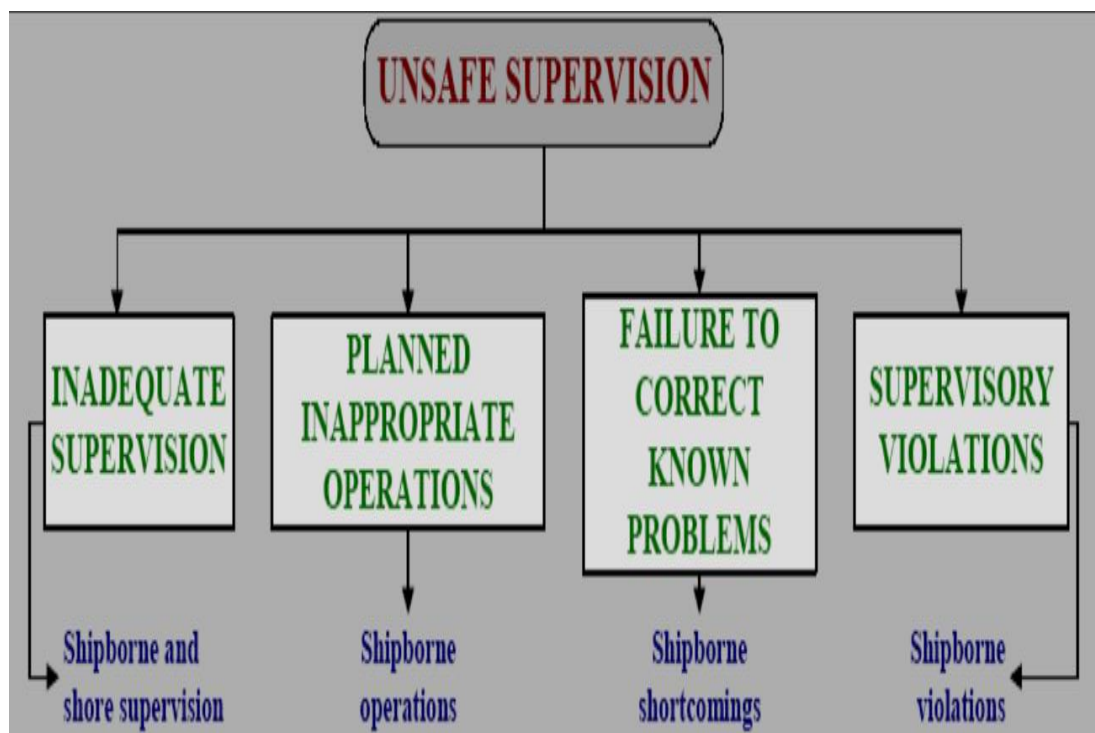 UNSAFE SUPERVISION
INADEQUATE
SUPERVISION
PLANNED
INAPPROPRIATE
OPERATIONS
FAILURE TO
CORRECT
KNOWN
PROBLEMS
SUPERVISORY
VIOLATIONS
Shipborne and
shore supervision
Shipborne
operations
Shipborne
shortcomings
Shipborne
violations